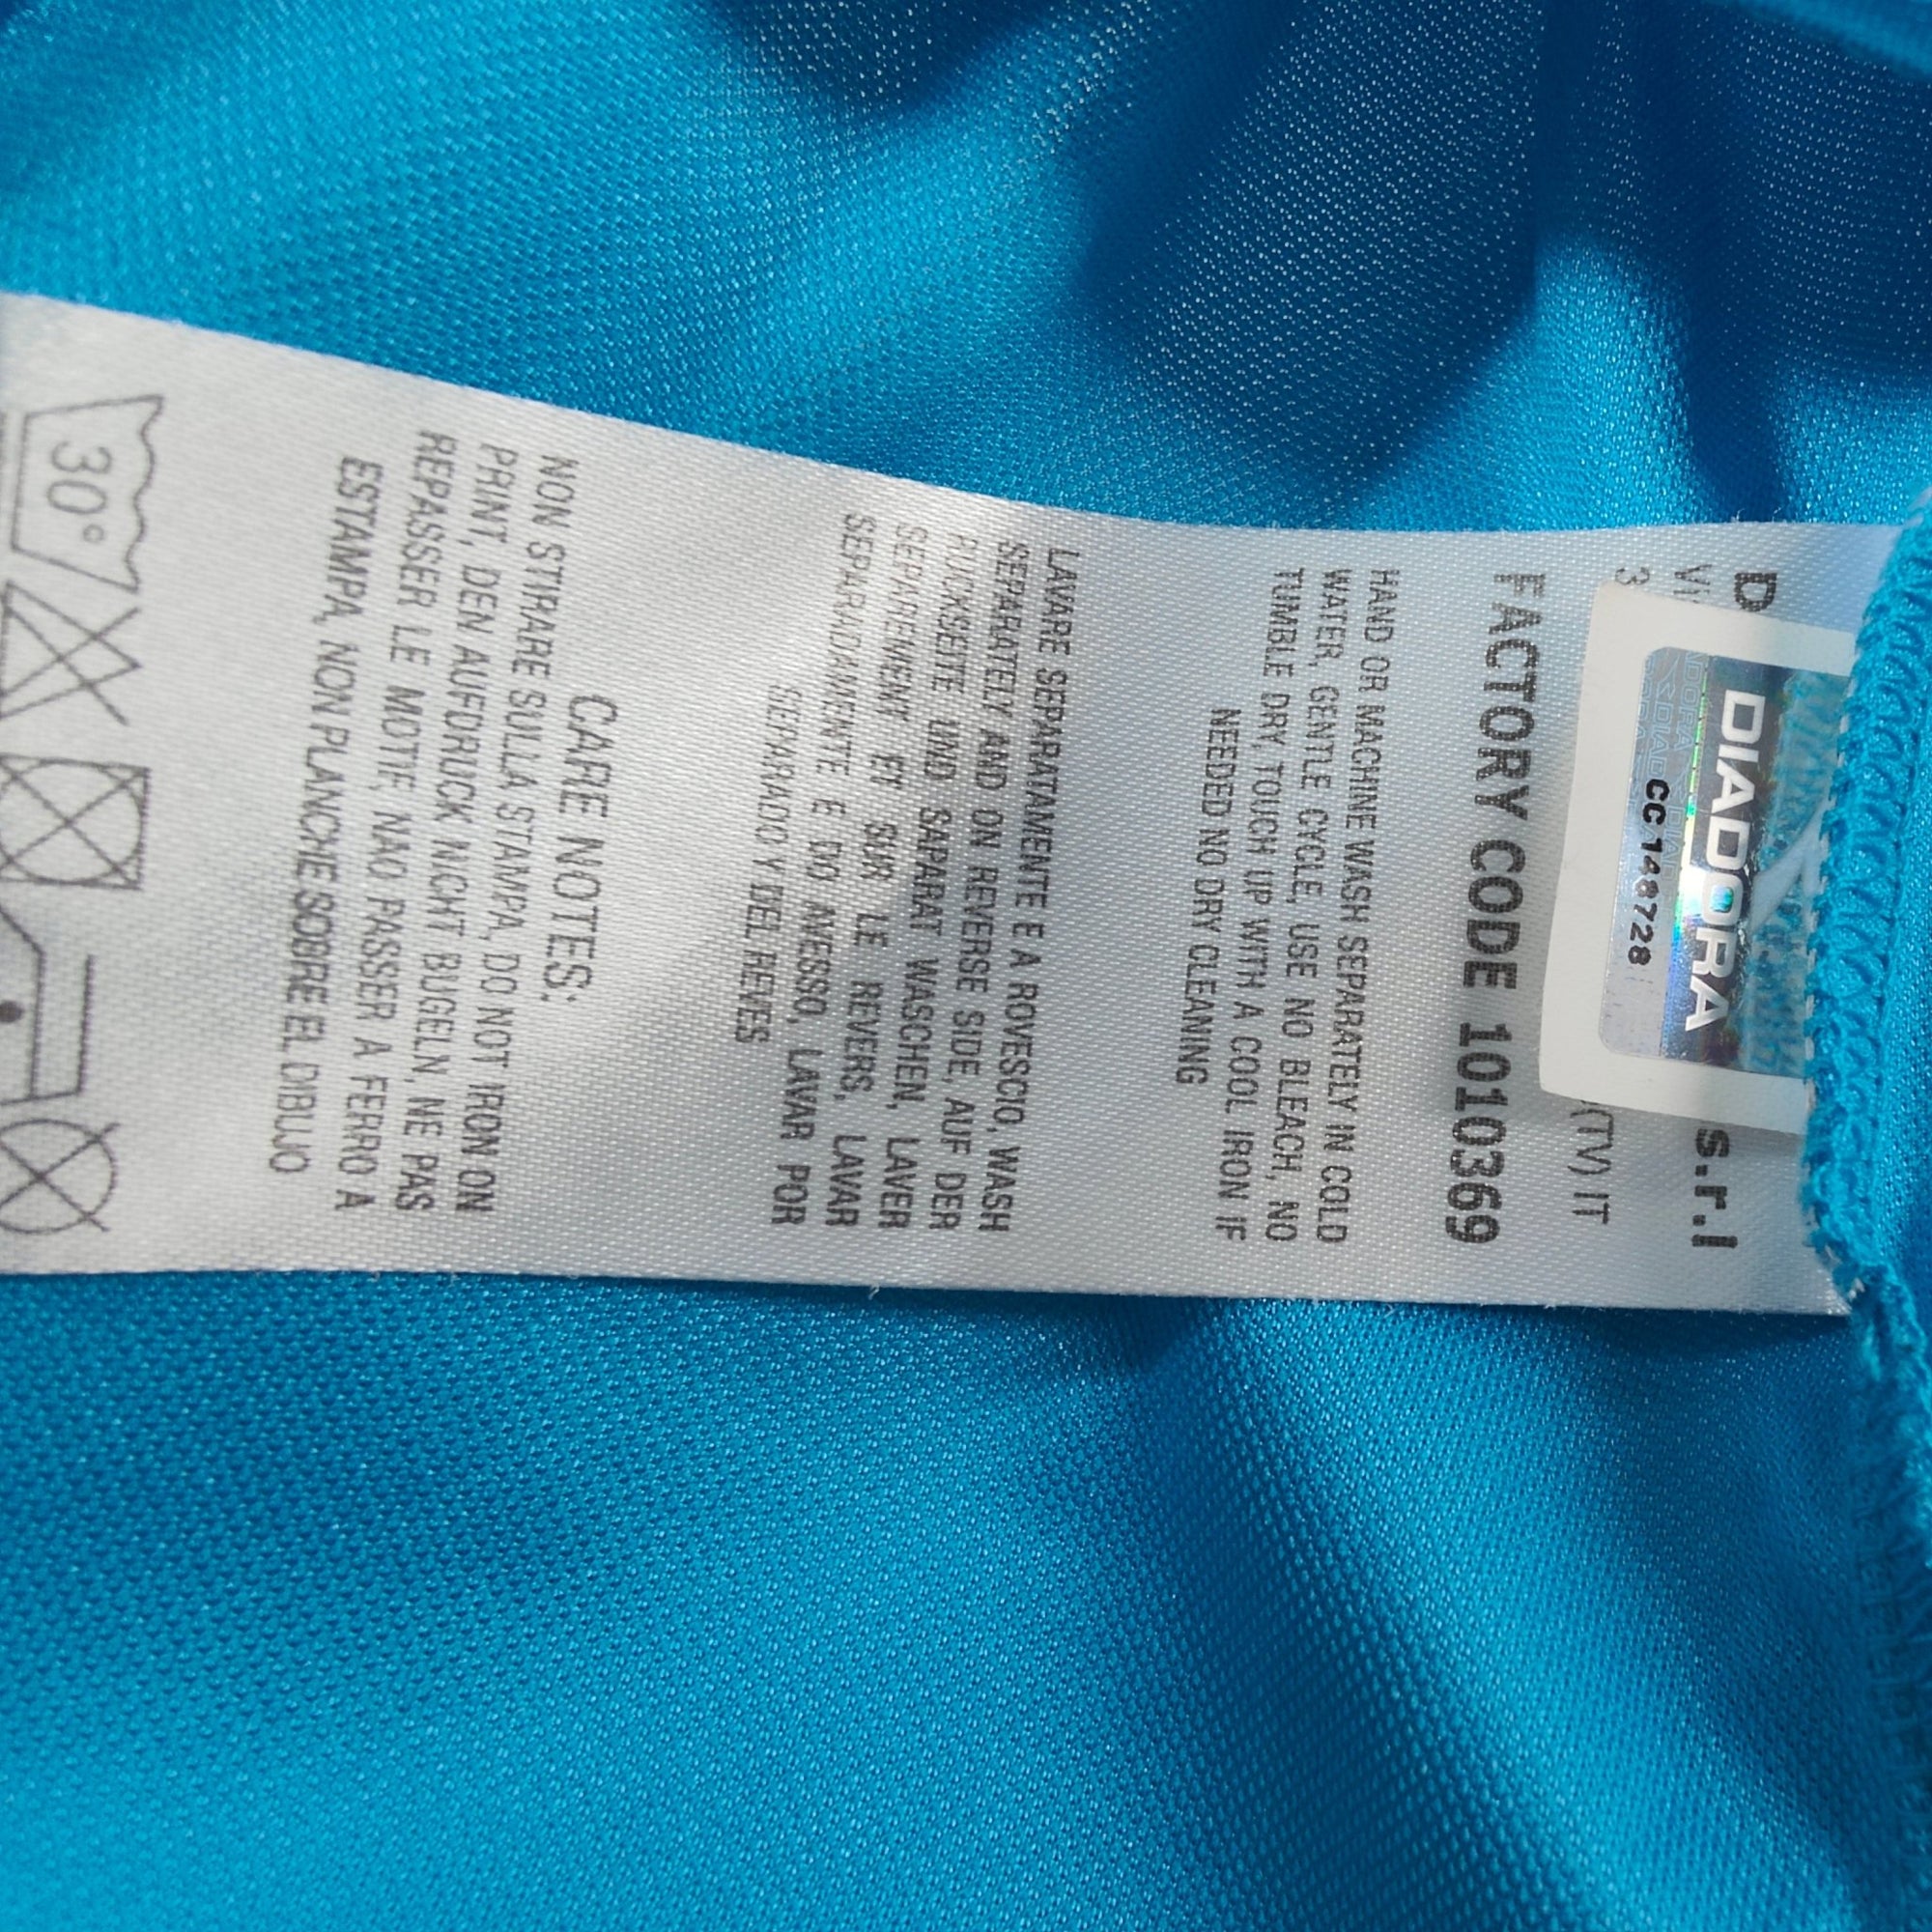 s.r.l
(TV) IT
DIADORA
CC148728
FACTORY CODE 1010369
HAND OR MACHINE WASH SEPARATELY IN COLD
WATER, GENTLE CYCLE, USE NO BLEACH, NO
TUMBLE DRY, TOUCH UP WITH A COOL IRON IF
NEEDED NO DRY CLEANING
LAVARE SEPARATAMENTE E A ROVESCIO, WASH
SEPARATELY AND ON REVERSE SIDE, AUF DER
RUCKSEITE UND SAPARAT WASCHEN, LAVER
SEPAREMENT ET SUR LE REVERS, LAVAR
SEPARADAMENTE E DO AVESSO, LAVAR POR
SEPARADO Y DEL REVES
CARE NOTES:
NON STIRARE SULLA STAMPA, DO NOT IRON ON
PRINT, DEN AUFDRUCK NICHT BUGELN, NE PAS
REPASSER LE MOTIF, NAO PASSER A FERRO A
ESTAMPA, NON PLANCHE SOBRE EL DIBUJO
30°